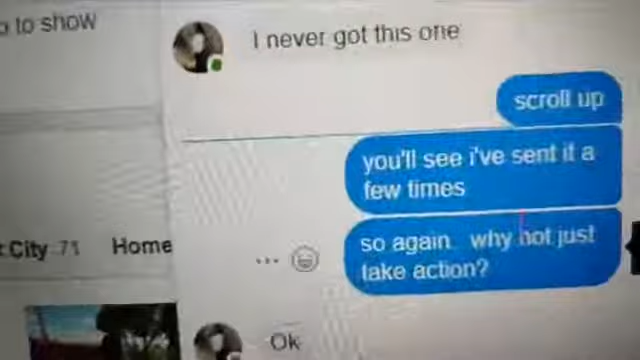 to show
I never got this one
scroll up
you'll see i've sent it a
few times
so again. why not just
take action?
City 71 Home
Ok